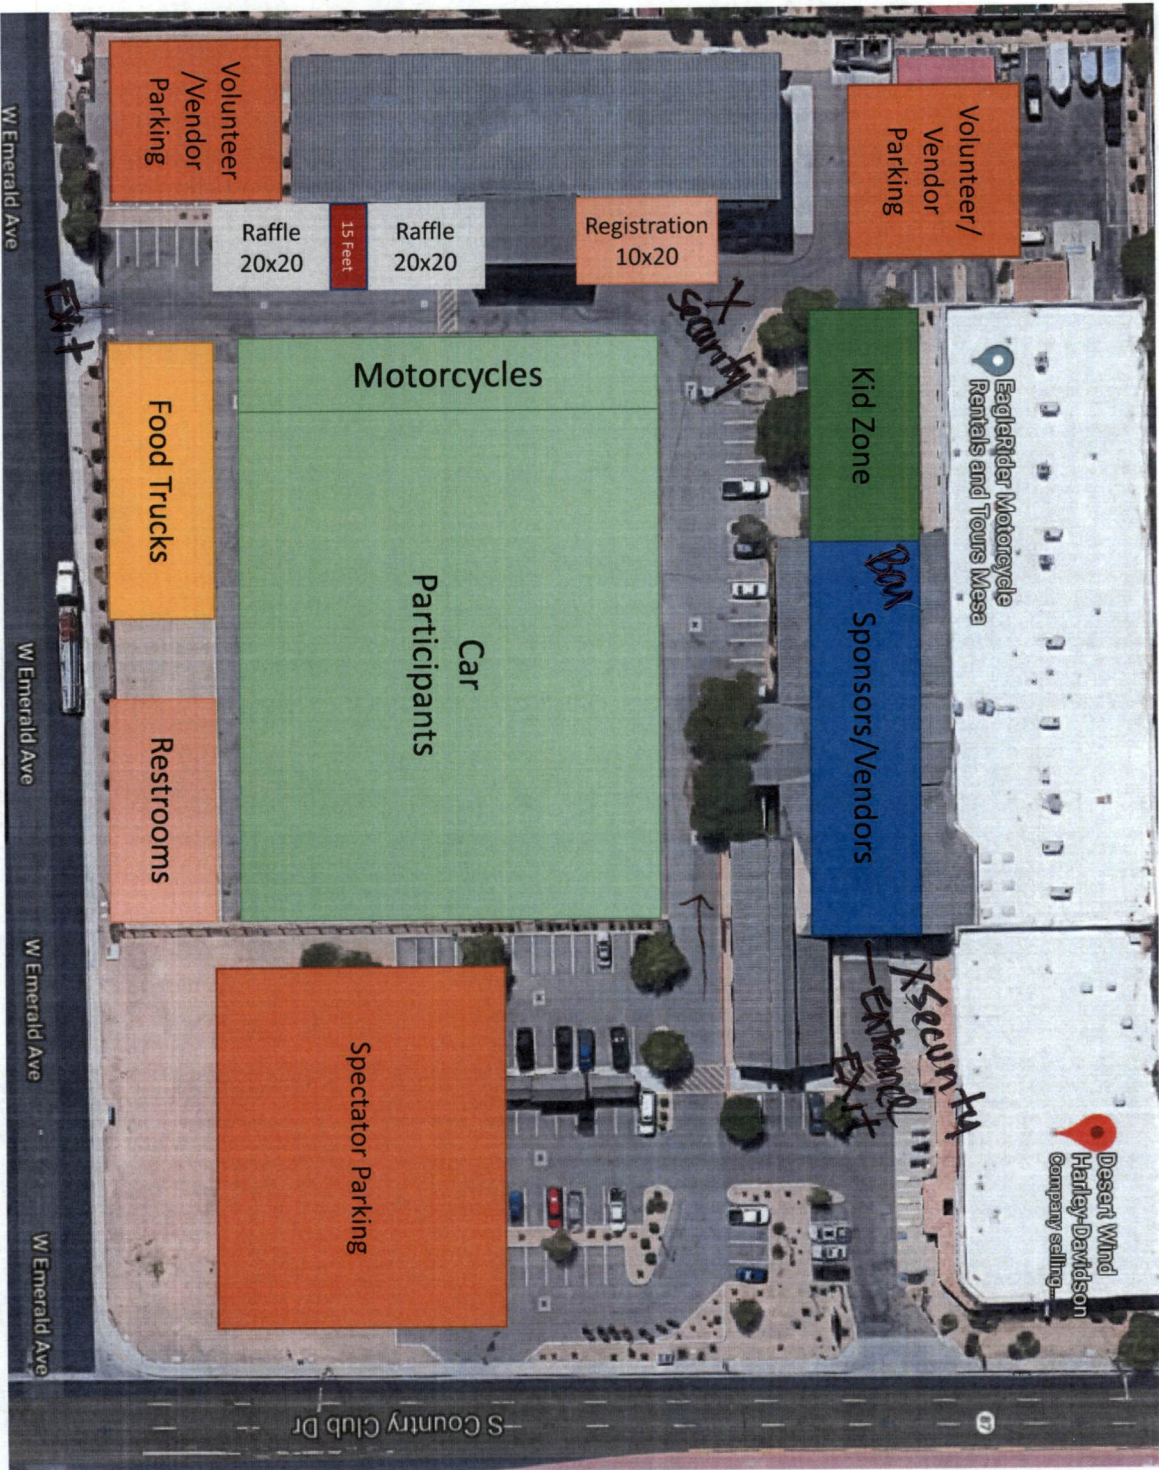 Volunteer
/Vendor
Parking
Volunteer/
Vendor
Parking
Raffle
20x20
15 Feet
Raffle
20x20
Registration
10x20
X
Security
Exit
Motorcycles
Kid Zone
EagleRider Motorcycle
Rentals and Tours Mesa
Food Trucks
Car
Participants
Bar
Sponsors/Vendors
Restrooms
X Security
Entrance/
Exit
Spectator Parking
Desert Wind
Harley-Davidson
Company selling...
W Emerald Ave
W Emerald Ave
W Emerald Ave
W Emerald Ave
S Country Club Dr
87